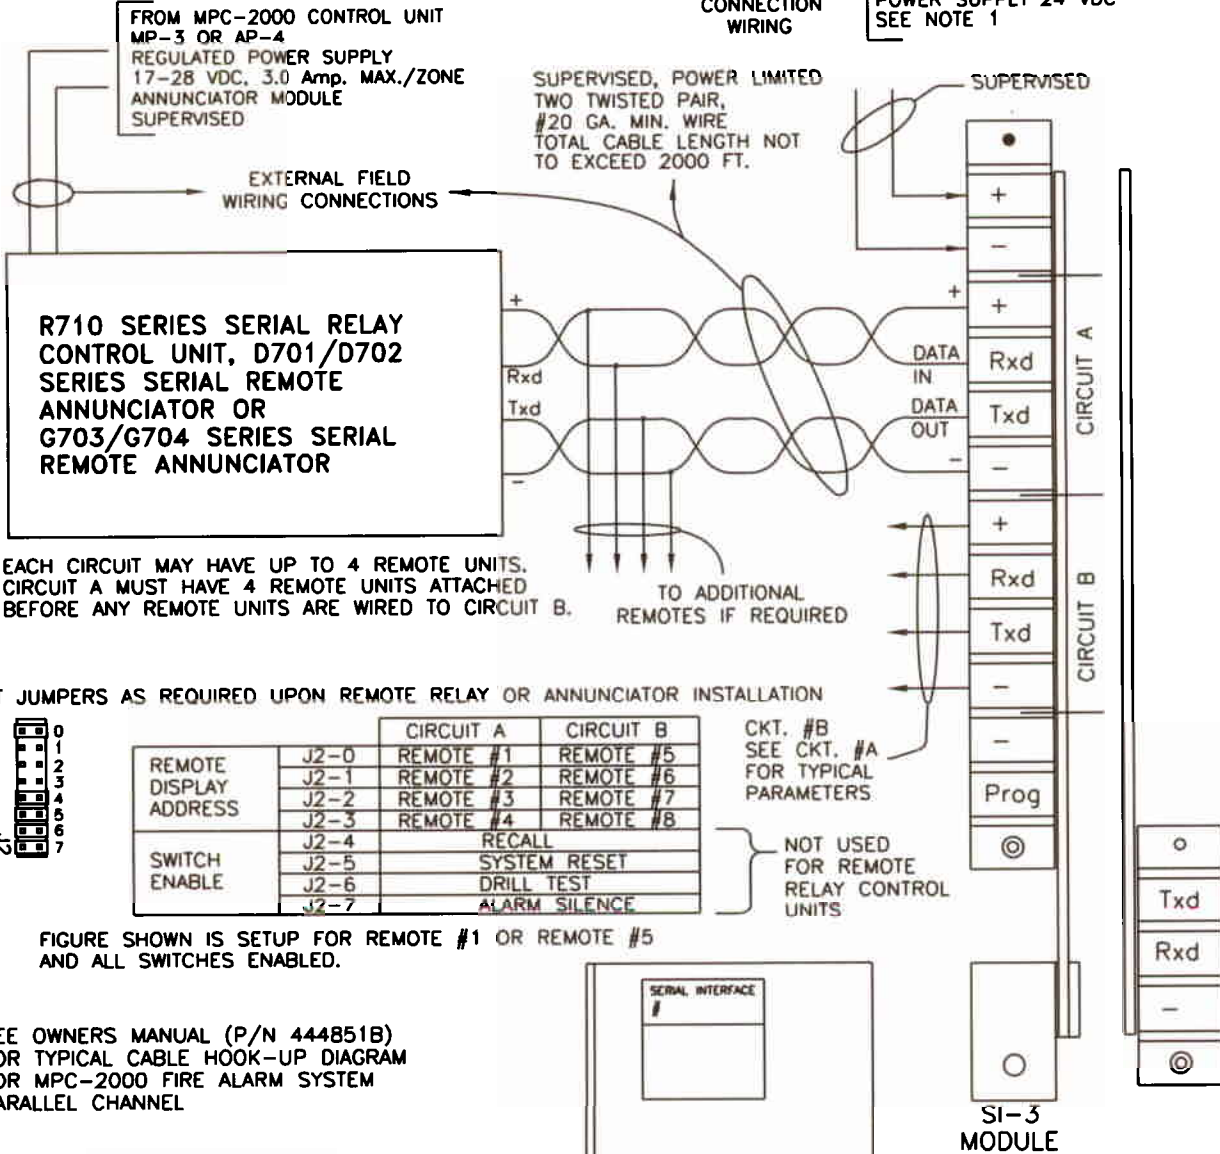 FROM MPC-2000 CONTROL UNIT
MP-3 OR AP-4
REGULATED POWER SUPPLY
17-28 VDC, 3.0 Amp. MAX./ZONE
ANNUNCIATOR MODULE
SUPERVISED
CONNECTION
WIRING
POWER SUPPLY 24 VDC
SEE NOTE 1
SUPERVISED, POWER LIMITED
TWO TWISTED PAIR,
#20 GA. MIN. WIRE
TOTAL CABLE LENGTH NOT
TO EXCEED 2000 FT.
SUPERVISED
EXTERNAL FIELD
WIRING CONNECTIONS
R710 SERIES SERIAL RELAY
CONTROL UNIT, D701/D702
SERIES SERIAL REMOTE
ANNUNCIATOR OR
G703/G704 SERIES SERIAL
REMOTE ANNUNCIATOR
+
Rxd
Txd
-
+
DATA
IN
DATA
OUT
-
+
-
+
Rxd
Txd
-
+
Rxd
Txd
-
-
Prog
CIRCUIT A
CIRCUIT B
EACH CIRCUIT MAY HAVE UP TO 4 REMOTE UNITS.
CIRCUIT A MUST HAVE 4 REMOTE UNITS ATTACHED
BEFORE ANY REMOTE UNITS ARE WIRED TO CIRCUIT B.
TO ADDITIONAL
REMOTES IF REQUIRED
JUMPERS AS REQUIRED UPON REMOTE RELAY OR ANNUNCIATOR INSTALLATION
0
1
2
3
4
5
6
7
CIRCUIT A CIRCUIT B
REMOTE DISPLAY ADDRESS
J2-0 REMOTE #1 REMOTE #5
J2-1 REMOTE #2 REMOTE #6
J2-2 REMOTE #3 REMOTE #7
J2-3 REMOTE #4 REMOTE #8
SWITCH ENABLE
J2-4 RECALL
J2-5 SYSTEM RESET
J2-6 DRILL TEST
J2-7 ALARM SILENCE
CKT. #B
SEE CKT. #A
FOR TYPICAL
PARAMETERS
NOT USED
FOR REMOTE
RELAY CONTROL
UNITS
FIGURE SHOWN IS SETUP FOR REMOTE #1 OR REMOTE #5
AND ALL SWITCHES ENABLED.
EE OWNERS MANUAL (P/N 444851B)
OR TYPICAL CABLE HOOK-UP DIAGRAM
OR MPC-2000 FIRE ALARM SYSTEM
ARALLEL CHANNEL
SERIAL INTERFACE
#
SI-3
MODULE
Txd
Rxd
-